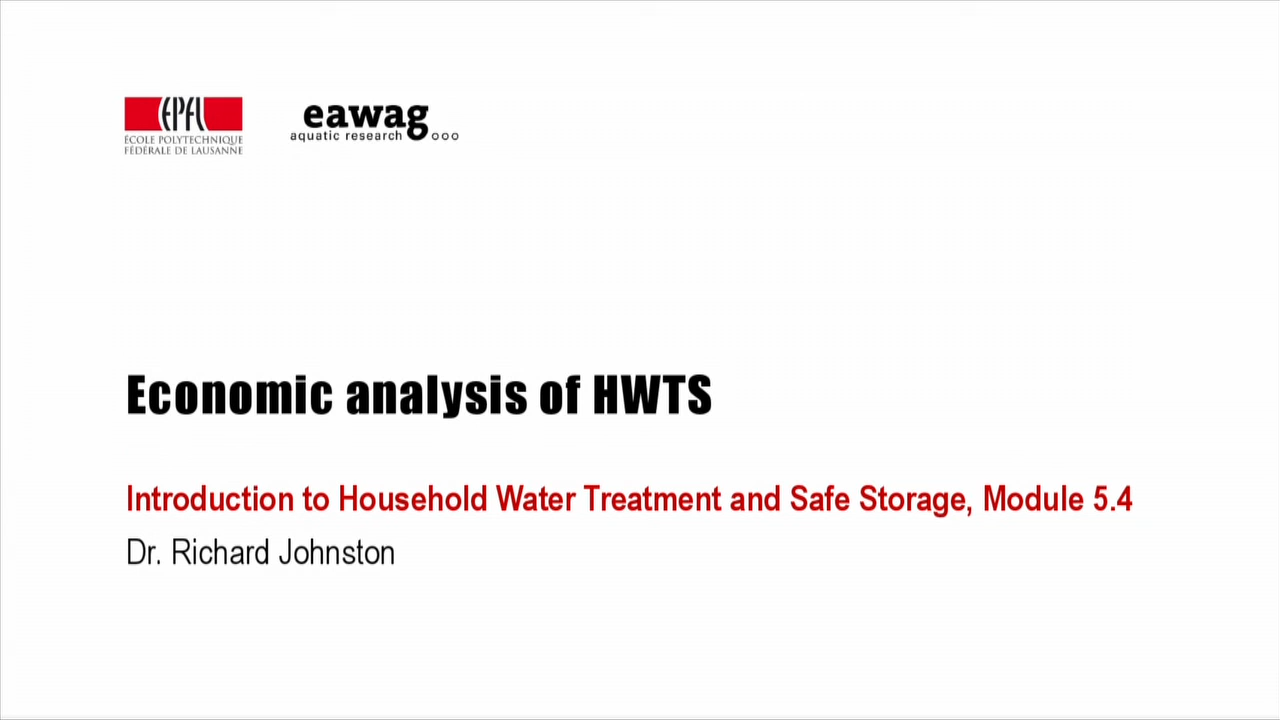 EPFL
ÉCOLE POLYTECHNIQUE
FÉDÉRALE DE LAUSANNE
eawag
aquatic research
Economic analysis of HWTS
Introduction to Household Water Treatment and Safe Storage, Module 5.4
Dr. Richard Johnston